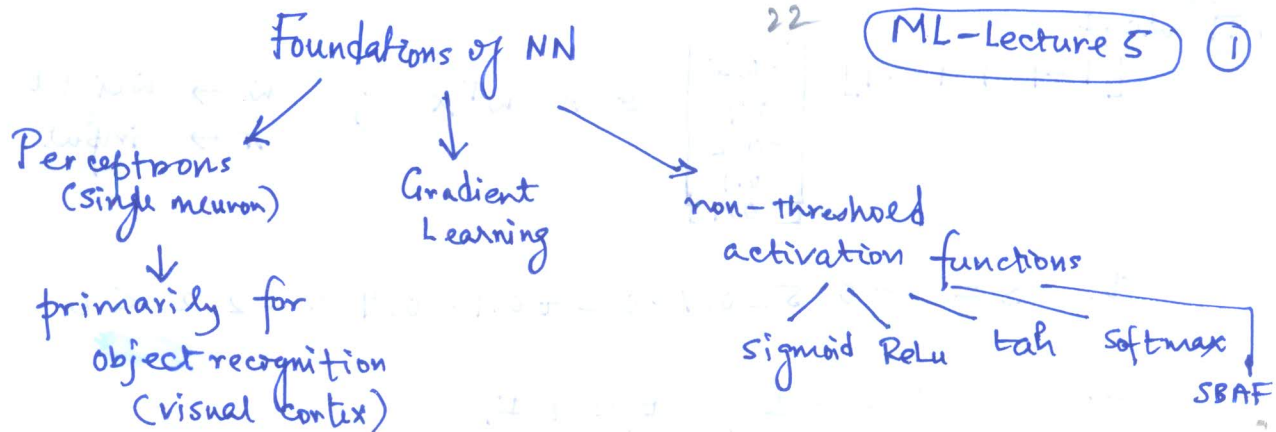 22
ML-Lecture 5 1
Foundations of NN
Perceptrons
(single neuron)
primarily for
object recognition
(visual cortex)
Gradient
Learning
non-threshold
activation functions
sigmoid ReLu tah softmax
SBAF